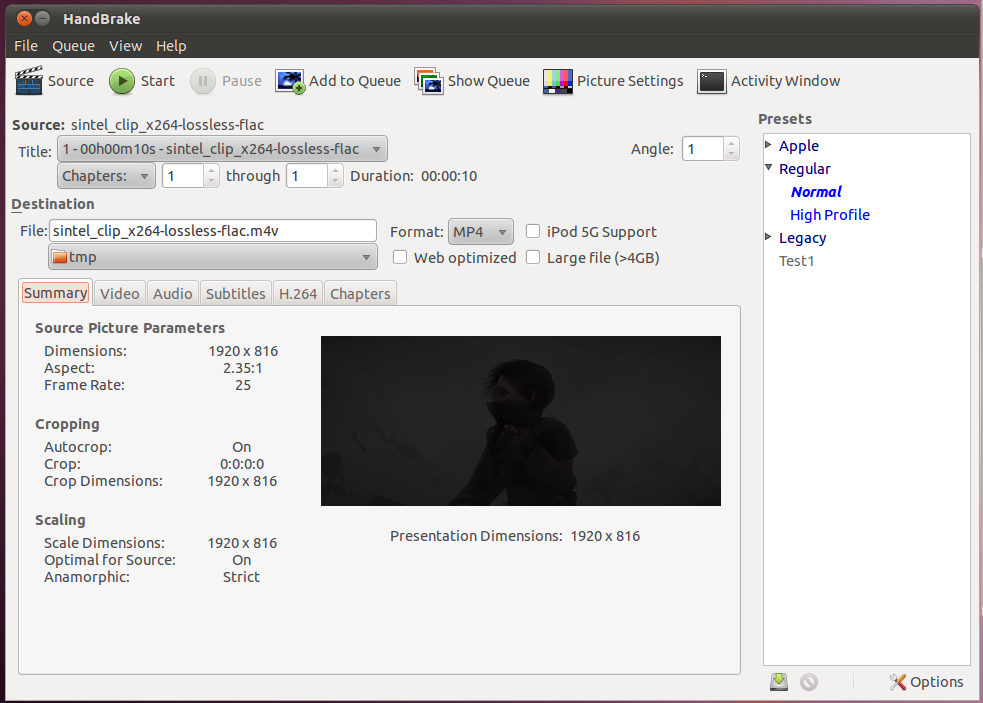 HandBrake
File Queue View Help
Source Start Pause Add to Queue Show Queue Picture Settings Activity Window
Source: sintel_clip_x264-lossless-flac
Title: 1 - 00h00m10s - sintel_clip_x264-lossless-flac Angle: 1
Chapters: 1 through 1 Duration: 00:00:10
Destination
File: sintel_clip_x264-lossless-flac.m4v Format: MP4 iPod 5G Support
tmp Web optimized Large file (>4GB)
Summary Video Audio Subtitles H.264 Chapters
Source Picture Parameters
Dimensions: 1920 x 816
Aspect: 2.35:1
Frame Rate: 25
Cropping
Autocrop: On
Crop: 0:0:0:0
Crop Dimensions: 1920 x 816
Scaling
Scale Dimensions: 1920 x 816
Optimal for Source: On
Anamorphic: Strict
Presentation Dimensions: 1920 x 816
Presets
Apple
Regular
Normal
High Profile
Legacy
Test1
Options